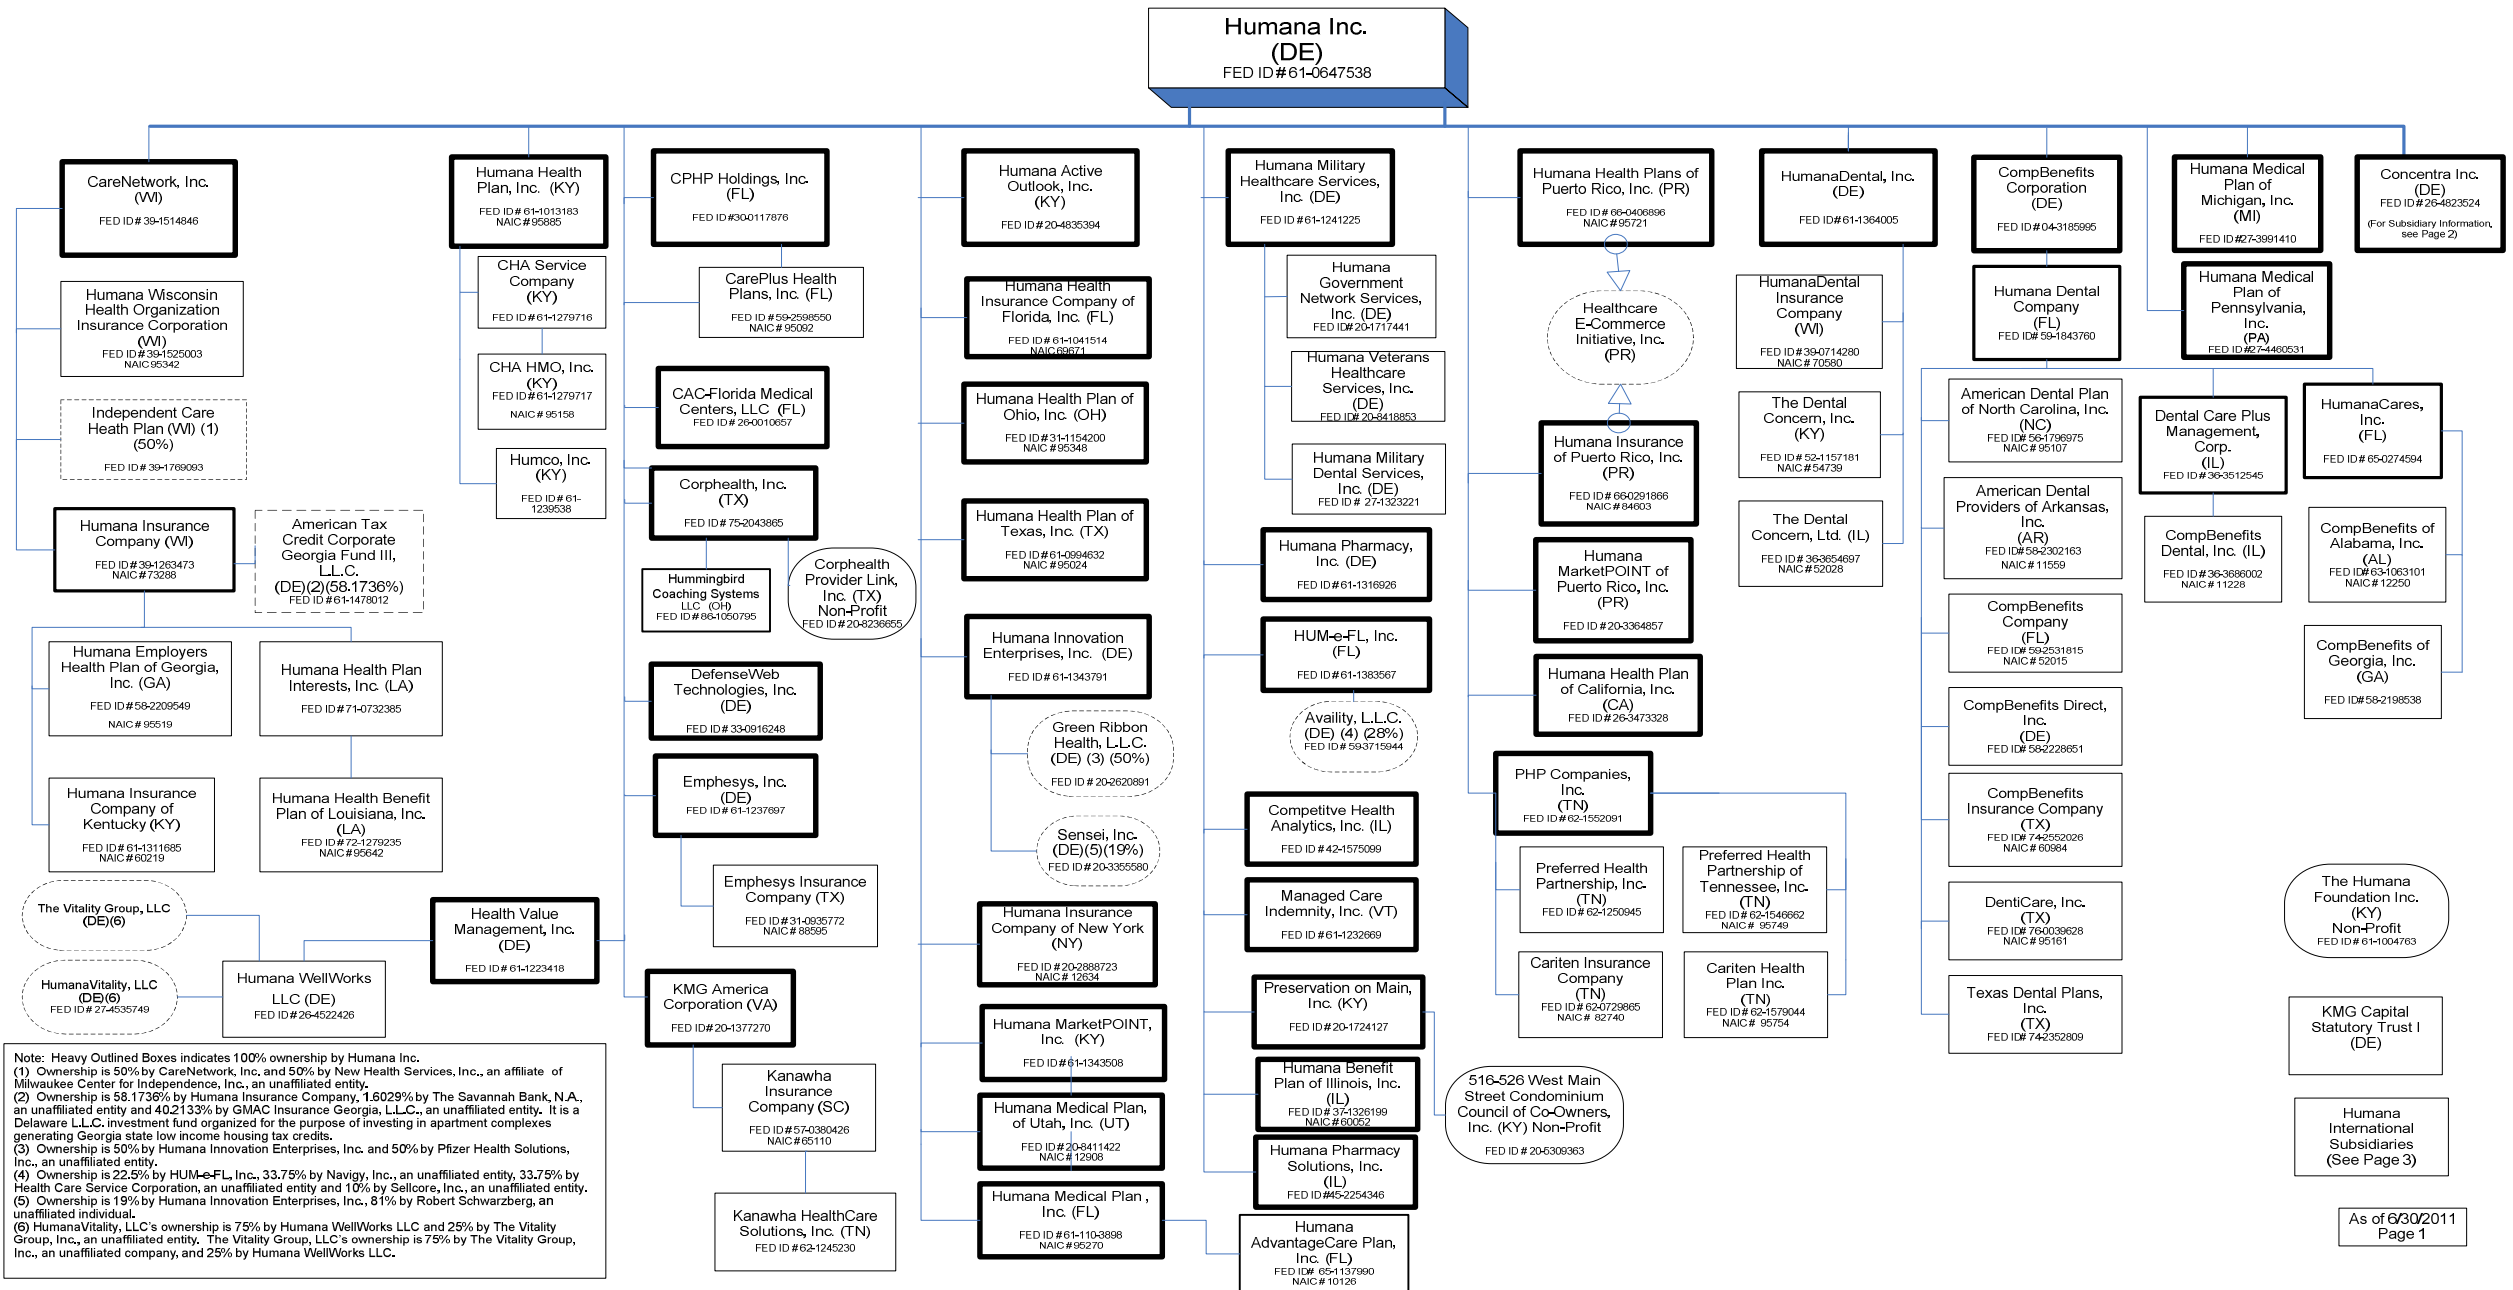 Humana Inc.
(DE)
FED ID# 61-0647538
CareNetwork, Inc.
(WI)
FED ID# 39-1514846
Humana Wisconsin
Health Organization
Insurance Corporation
(WI)
FED ID# 39-1525003
NAIC 95342
Independent Care
Heath Plan (WI) (1)
(50%)
FED ID# 39-1769093
Humana Insurance
Company (WI)
FED ID# 39-1263473
NAIC# 73288
American Tax
Credit Corporate
Georgia Fund III,
L.L.C.
(DE)(2)(58.1736%)
FED ID# 61-1478012
Humana Employers
Health Plan of Georgia,
Inc. (GA)
FED ID# 58-2209549
NAIC# 95519
Humana Health Plan
Interests, Inc. (LA)
FED ID# 71-0732385
Humana Insurance
Company of
Kentucky (KY)
FED ID# 61-1311685
NAIC# 60219
Humana Health Benefit
Plan of Louisiana, Inc.
(LA)
FED ID# 72-1279235
NAIC# 95642
The Vitality Group, LLC
(DE)(6)
HumanaVitality, LLC
(DE)(6)
FED ID# 27-4535749
Humana WellWorks
LLC (DE)
FED ID# 26-4522426
Health Value
Management, Inc.
(DE)
FED ID# 61-1223418
Humana Health
Plan, Inc. (KY)
FED ID# 61-1013183
NAIC# 95885
CHA Service
Company
(KY)
FED ID# 61-1279716
CHA HMO, Inc.
(KY)
FED ID# 61-1279717
NAIC # 95158
Humco, Inc.
(KY)
FED ID# 61-
1239538
CPHP Holdings, Inc.
(FL)
FED ID#30-0117876
CarePlus Health
Plans, Inc. (FL)
FED ID# 59-2598550
NAIC# 95092
CAC-Florida Medical
Centers, LLC (FL)
FED ID# 26-0010657
Corphealth, Inc.
(TX)
FED ID# 75-2043865
Hummingbird
Coaching Systems
LLC (OH)
FED ID# 86-1050795
Corphealth
Provider Link,
Inc. (TX)
Non-Profit
FED ID# 20-8236655
DefenseWeb
Technologies, Inc.
(DE)
FED ID# 33-0916248
Emphesys, Inc.
(DE)
FED ID# 61-1237697
Emphesys Insurance
Company (TX)
FED ID# 31-0935772
NAIC# 88595
KMG America
Corporation (VA)
FED ID# 20-1377270
Kanawha
Insurance
Company (SC)
FED ID# 57-0380426
NAIC# 65110
Kanawha HealthCare
Solutions, Inc. (TN)
FED ID# 62-1245230
Humana Active
Outlook, Inc.
(KY)
FED ID# 20-4835394
Humana Health
Insurance Company of
Florida, Inc. (FL)
FED ID# 61-1041514
NAIC 69671
Humana Health Plan of
Ohio, Inc. (OH)
FED ID# 31-1154200
NAIC # 95348
Humana Health Plan of
Texas, Inc. (TX)
FED ID# 61-0994632
NAIC# 95024
Humana Innovation
Enterprises, Inc. (DE)
FED ID# 61-1343791
Green Ribbon
Health, L.L.C.
(DE) (3) (50%)
FED ID# 20-2620891
Sensei, Inc.
(DE)(5)(19%)
FED ID# 20-3355580
Humana Insurance
Company of New York
(NY)
FED ID# 20-2888723
NAIC# 12634
Humana MarketPOINT,
Inc. (KY)
FED ID# 61-1343508
Humana Medical Plan,
of Utah, Inc. (UT)
FED ID# 20-8411422
NAIC# 12908
Humana Medical Plan ,
Inc. (FL)
FED ID# 61-110-3898
NAIC# 95270
Humana Military
Healthcare Services,
Inc. (DE)
FED ID# 61-1241225
Humana
Government
Network Services,
Inc. (DE)
FED ID# 20-1717441
Humana Veterans
Healthcare
Services, Inc.
(DE)
FED ID# 20-8418853
Humana Military
Dental Services,
Inc. (DE)
FED ID# 27-1323221
Humana Pharmacy,
Inc. (DE)
FED ID# 61-1316926
HUM-e-FL, Inc.
(FL)
FED ID# 61-1383567
Availity, L.L.C.
(DE) (4) (28%)
FED ID# 59-3715944
Competitve Health
Analytics, Inc. (IL)
FED ID# 42-1575099
Managed Care
Indemnity, Inc. (VT)
FED ID# 61-1232669
Preservation on Main,
Inc. (KY)
FED ID# 20-1724127
Humana Benefit
Plan of Illinois, Inc.
(IL)
FED ID# 37-1326199
NAIC# 60052
516-526 West Main
Street Condominium
Council of Co-Owners,
Inc. (KY) Non-Profit
FED ID# 20-5309363
Humana Pharmacy
Solutions, Inc.
(IL)
FED ID#45-2254346
Humana
AdvantageCare Plan,
Inc. (FL)
FED ID# 65-1137990
NAIC # 10126
Humana Health Plans of
Puerto Rico, Inc. (PR)
FED ID# 66-0406896
NAIC# 95721
Healthcare
E-Commerce
Initiative, Inc.
(PR)
Humana Insurance
of Puerto Rico, Inc.
(PR)
FED ID# 66-0291866
NAIC# 84603
Humana
MarketPOINT of
Puerto Rico, Inc.
(PR)
FED ID# 20-3364857
Humana Health Plan
of California, Inc.
(CA)
FED ID# 26-3473328
PHP Companies,
Inc.
(TN)
FED ID# 62-1552091
Preferred Health
Partnership, Inc.
(TN)
FED ID# 62-1250945
Preferred Health
Partnership of
Tennessee, Inc.
(TN)
FED ID# 62-1546662
NAIC# 95749
Cariten Insurance
Company
(TN)
FED ID# 62-0729865
NAIC# 82740
Cariten Health
Plan Inc.
(TN)
FED ID# 62-1579044
NAIC# 95754
HumanaDental, Inc.
(DE)
FED ID# 61-1364005
HumanaDental
Insurance
Company
(WI)
FED ID# 39-0714280
NAIC# 70580
The Dental
Concern, Inc.
(KY)
FED ID# 52-1157181
NAIC# 54739
The Dental
Concern, Ltd. (IL)
FED ID# 36-3654697
NAIC# 52028
CompBenefits
Corporation
(DE)
FED ID# 04-3185995
Humana Dental
Company
(FL)
FED ID# 59-1843760
American Dental Plan
of North Carolina, Inc.
(NC)
FED ID# 56-1796975
NAIC# 95107
American Dental
Providers of Arkansas,
Inc.
(AR)
FED ID# 58-2302163
NAIC# 11559
CompBenefits
Company
(FL)
FED ID# 59-2531815
NAIC# 52015
CompBenefits Direct,
Inc.
(DE)
FED ID# 58-2228651
CompBenefits
Insurance Company
(TX)
FED ID# 74-2552026
NAIC# 60984
DentiCare, Inc.
(TX)
FED ID# 76-0039628
NAIC# 95161
Texas Dental Plans,
Inc.
(TX)
FED ID# 74-2352809
Dental Care Plus
Management,
Corp.
(IL)
FED ID# 36-3512545
CompBenefits
Dental, Inc. (IL)
FED ID# 36-3686002
NAIC# 11228
Humana Medical
Plan of
Michigan, Inc.
(MI)
FED ID#27-3991410
Humana Medical
Plan of
Pennsylvania,
Inc.
(PA)
FED ID#27-4460531
HumanaCares,
Inc.
(FL)
FED ID# 65-0274594
CompBenefits of
Alabama, Inc.
(AL)
FED ID# 63-1063101
NAIC # 12250
CompBenefits of
Georgia, Inc.
(GA)
FED ID# 58-2198538
Concentra Inc.
(DE)
FED ID# 26-4823524
(For Subsidiary Information,
see Page 2)
The Humana
Foundation Inc.
(KY)
Non-Profit
FED ID# 61-1004763
KMG Capital
Statutory Trust I
(DE)
Humana
International
Subsidiaries
(See Page 3)
As of 6/30/2011
Page 1
Note: Heavy Outlined Boxes indicates 100% ownership by Humana Inc.
(1) Ownership is 50% by CareNetwork, Inc. and 50% by New Health Services, Inc., an affiliate of
Milwaukee Center for Independence, Inc., an unaffiliated entity.
(2) Ownership is 58.1736% by Humana Insurance Company, 1.6029% by The Savannah Bank, N.A.,
an unaffiliated entity and 40.2133% by GMAC Insurance Georgia, L.L.C., an unaffiliated entity. It is a
Delaware L.L.C. investment fund organized for the purpose of investing in apartment complexes
generating Georgia state low income housing tax credits.
(3) Ownership is 50% by Humana Innovation Enterprises, Inc. and 50% by Pfizer Health Solutions,
Inc., an unaffiliated entity.
(4) Ownership is 22.5% by HUM-e-FL, Inc., 33.75% by Navigy, Inc., an unaffiliated entity, 33.75% by
Health Care Service Corporation, an unaffiliated entity and 10% by Sellcore, Inc., an unaffiliated entity.
(5) Ownership is 19% by Humana Innovation Enterprises, Inc., 81% by Robert Schwarzberg, an
unaffiliated individual.
(6) HumanaVitality, LLC's ownership is 75% by Humana WellWorks LLC and 25% by The Vitality
Group, Inc., an unaffiliated entity. The Vitality Group, LLC's ownership is 75% by The Vitality Group,
Inc., an unaffiliated company, and 25% by Humana WellWorks LLC.